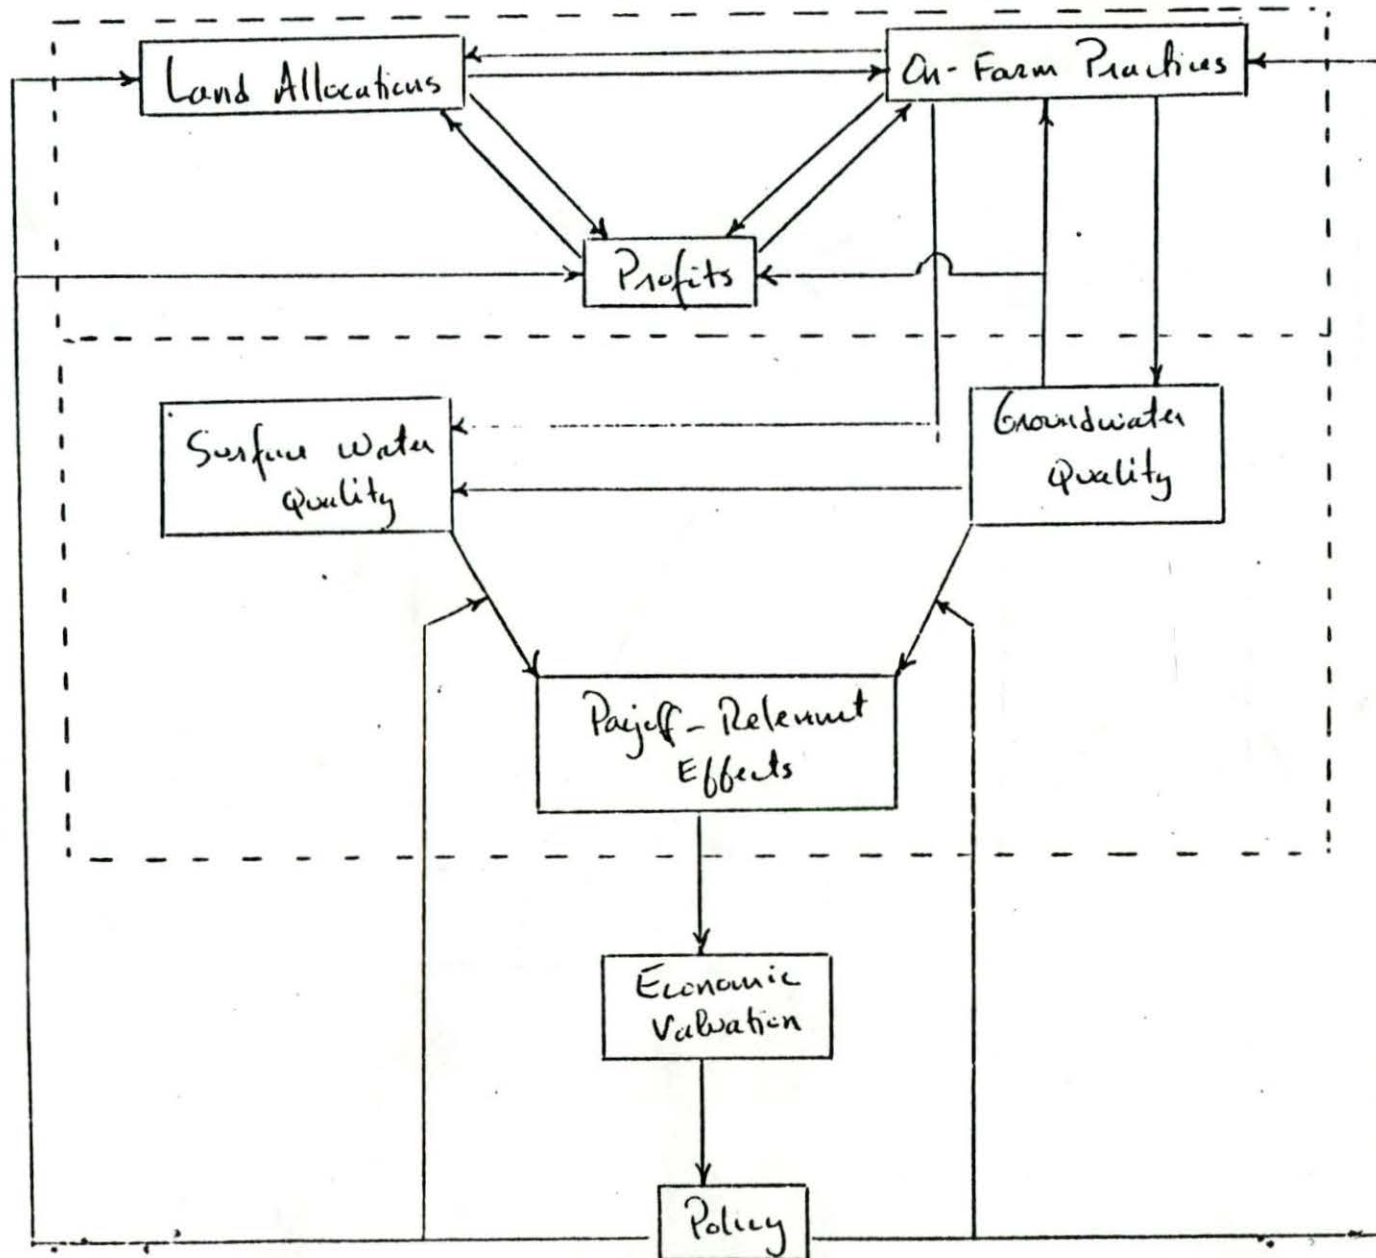 Land Allocations
On-Farm Practices
Profits
Surface Water
Quality
Groundwater
Quality
Payoff-Relevant
Effects
Economic
Valuation
Policy